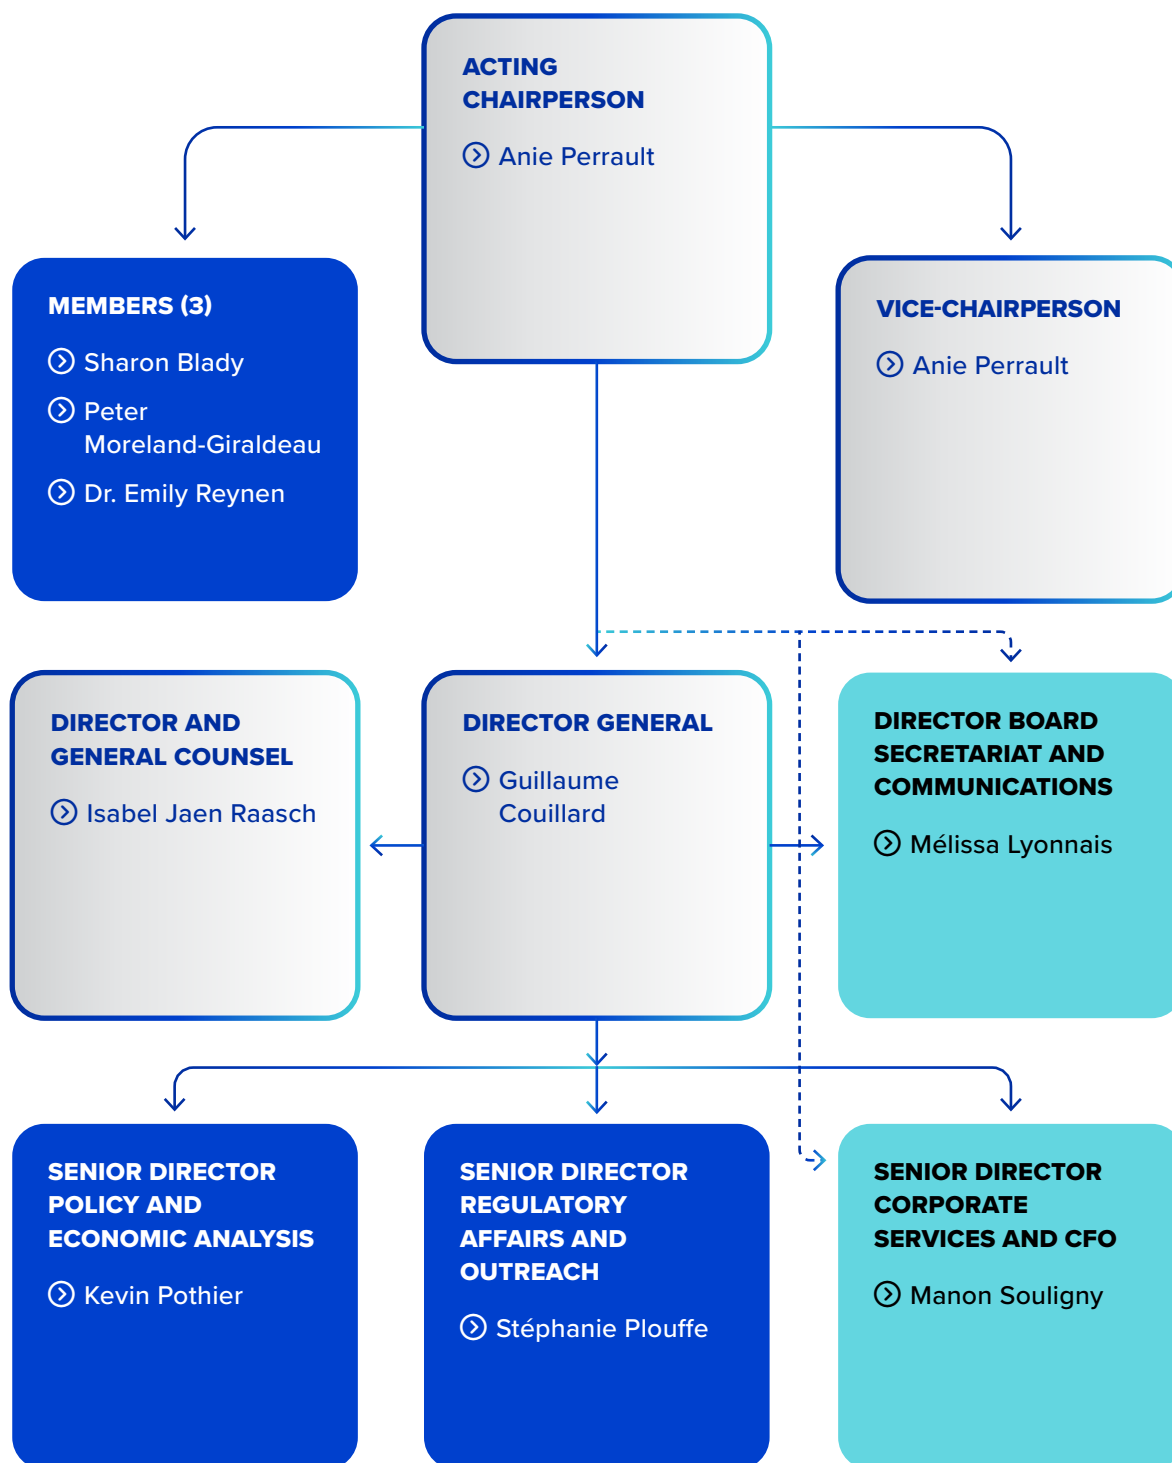 ACTING
CHAIRPERSON
Anie Perrault
MEMBERS (3)
Sharon Blady
Peter
Moreland-Giraldeau
Dr. Emily Reynen
VICE-CHAIRPERSON
Anie Perrault
DIRECTOR AND
GENERAL COUNSEL
Isabel Jaen Raasch
DIRECTOR GENERAL
Guillaume
Couillard
DIRECTOR BOARD
SECRETARIAT AND
COMMUNICATIONS
Mélissa Lyonnais
SENIOR DIRECTOR
POLICY AND
ECONOMIC ANALYSIS
Kevin Pothier
SENIOR DIRECTOR
REGULATORY
AFFAIRS AND
OUTREACH
Stéphanie Plouffe
SENIOR DIRECTOR
CORPORATE
SERVICES AND CFO
Manon Souligny